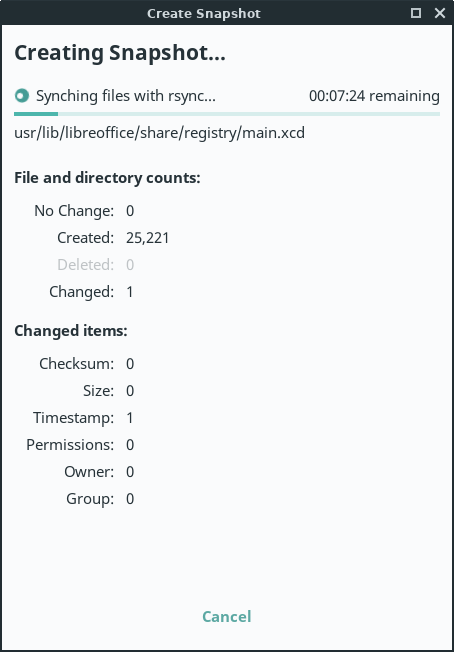 Create Snapshot
Creating Snapshot...
Synching files with rsync... 00:07:24 remaining
usr/lib/libreoffice/share/registry/main.xcd
File and directory counts:
No Change: 0
Created: 25,221
Deleted: 0
Changed: 1
Changed items:
Checksum: 0
Size: 0
Timestamp: 1
Permissions: 0
Owner: 0
Group: 0
Cancel